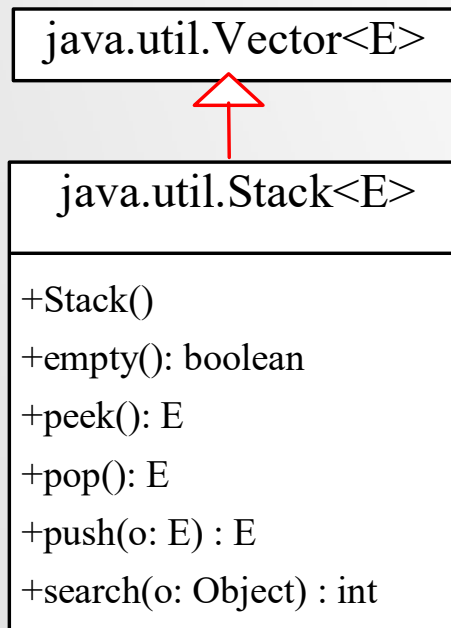 java.util.Vector<E>
java.util.Stack<E>
+Stack()
+empty(): boolean
+peek(): E
+pop(): E
+push(o: E) : E
+search(o: Object) : int